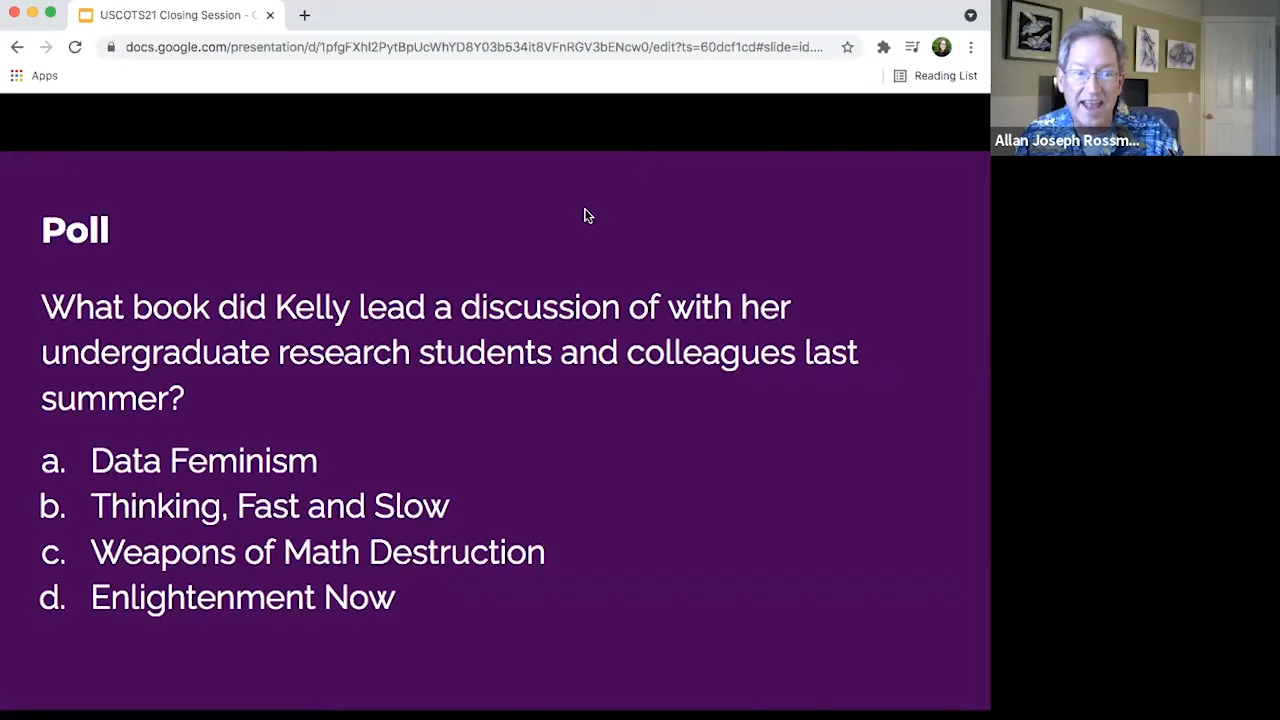 USCOTS21 Closing Session -
docs.google.com/presentation/d/1pfgFXhI2PytBpUcWhYD8Y03b534it8VFnRGV3bENcw0/edit?ts=60dcf1cd#slide=id....
Apps
Reading List
Allan Joseph Rossm...
Poll
What book did Kelly lead a discussion of with her
undergraduate research students and colleagues last
summer?
a. Data Feminism
b. Thinking, Fast and Slow
c. Weapons of Math Destruction
d. Enlightenment Now